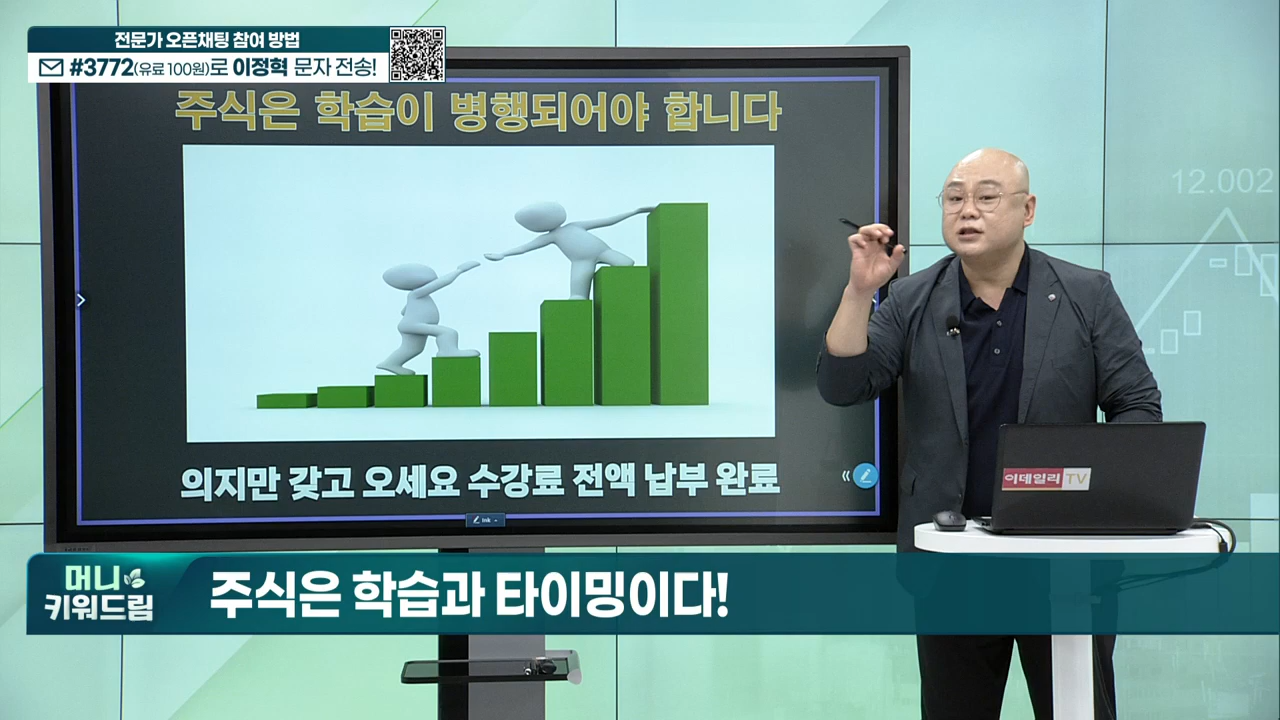 전문가 오픈채팅 참여 방법
#3772(유료 100원)로 이정혁 문자 전송!
주식은 학습이 병행되어야 합니다
12.002
의지만 갖고 오세요 수강료 전액 납부 완료
Ink
이데일리 TV
머니
키워드림
주식은 학습과 타이밍이다!